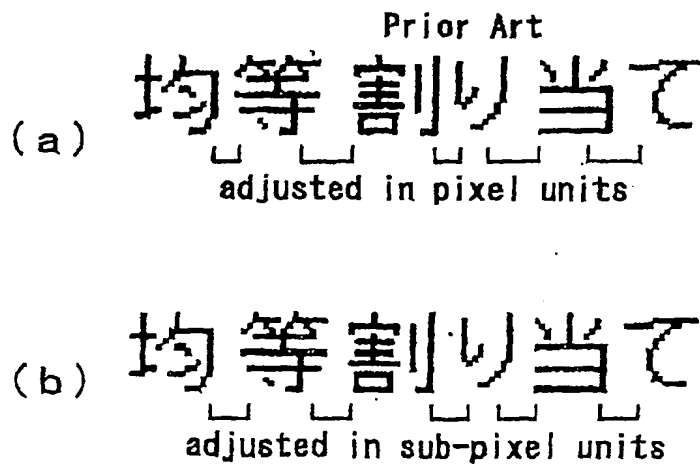 Prior Art
(a) 均等割り当て
adjusted in pixel units
(b) 均等割り当て
adjusted in sub-pixel units